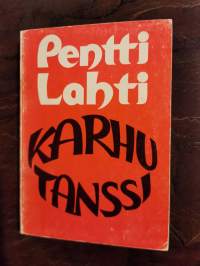 Pentti
Lahti
KARHU
TANSSI